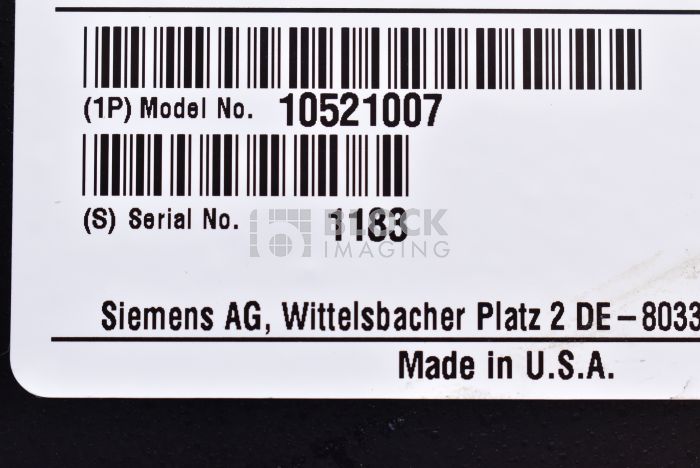 (1P) Model No. 10521007
(S) Serial No. 1183
BLOCK
IMAGING
Siemens AG, Wittelsbacher Platz 2 DE-8033
Made in U.S.A.